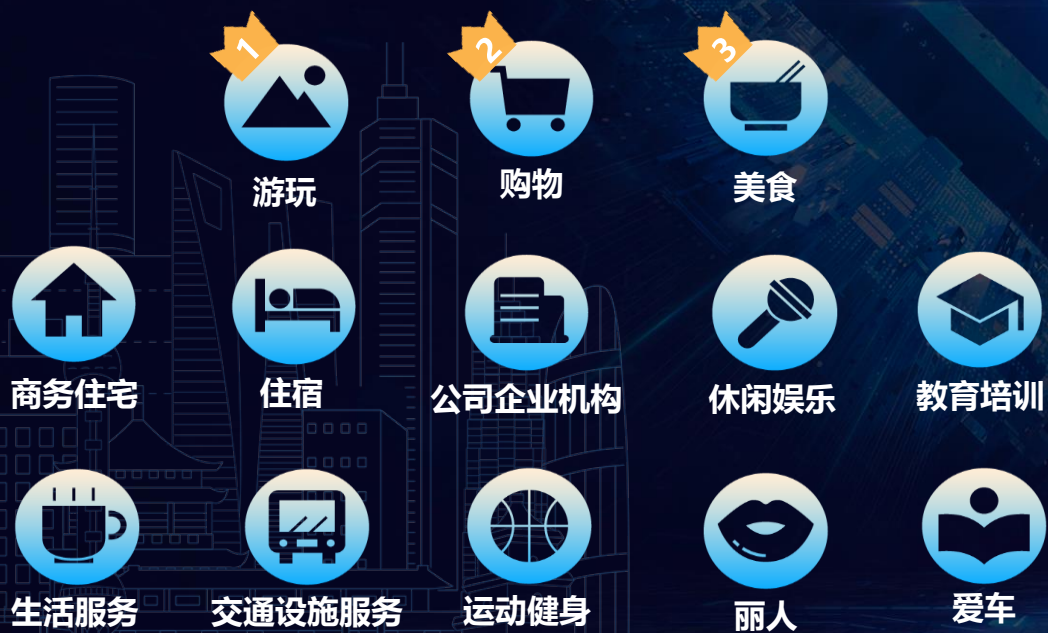 1
2
3
游玩
购物
美食
商务住宅
住宿
公司企业机构
休闲娱乐
教育培训
生活服务
交通设施服务
运动健身
丽人
爱车